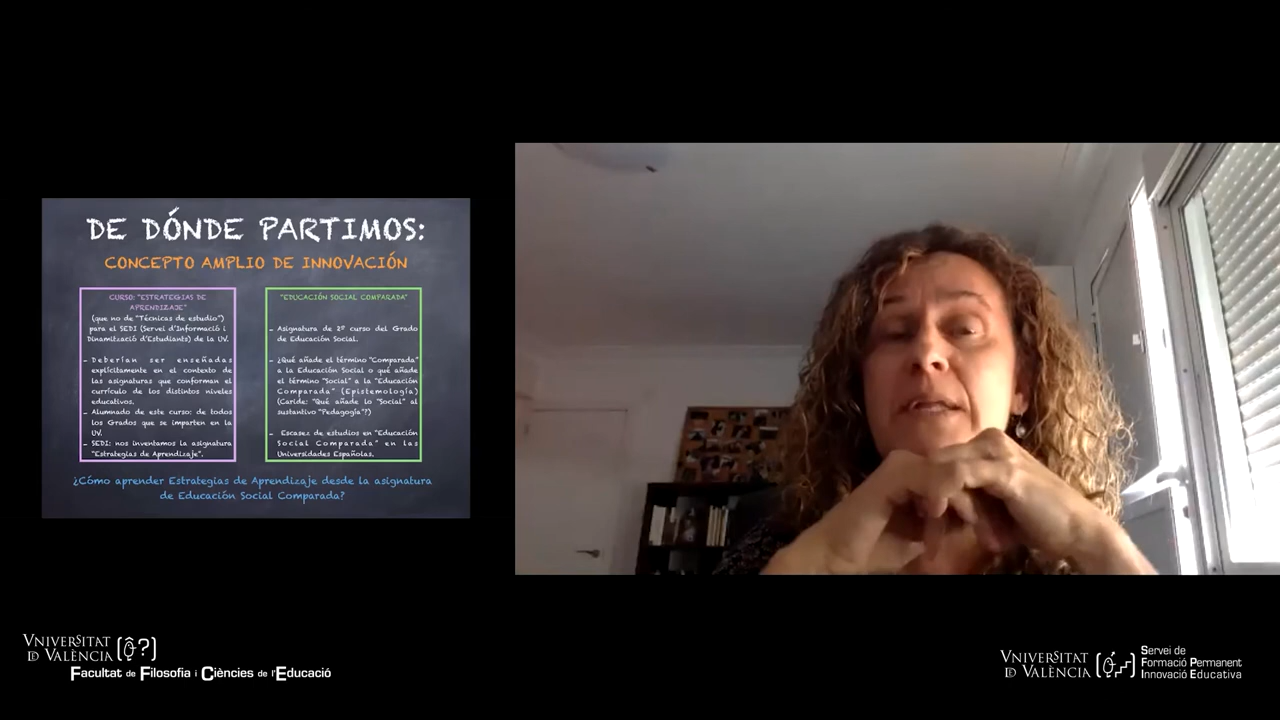 DE DÓNDE PARTIMOS:
CONCEPTO AMPLIO DE INNOVACIÓN
CURSO: "ESTRATEGIAS DE
APRENDIZAJE"
(que no de "Técnicas de estudio")
para el SEDI (Servei d'Informació i
Dinamització d'Estudiants) de la UV.
- Deberían ser enseñadas
explícitamente en el contexto de
las asignaturas que conforman el
currículo de los distintos niveles
educativos.
- Alumnado de este curso: de todos
los Grados que se imparten en la
UV.
- SEDI: nos inventamos la asignatura
"Estrategias de Aprendizaje".
"EDUCACIÓN SOCIAL COMPARADA"
- Asignatura de 2º curso del Grado
de Educación Social.
- ¿Qué añade el término "Comparada"
a la Educación Social o qué añade
el término "Social" a la "Educación
Comparada" (Epistemología)
(Caride: "Qué añade lo "Social" al
sustantivo "Pedagogía"?)
- Escasez de estudios en "Educación
Social Comparada" en las
Universidades Españolas.
¿Cómo aprender Estrategias de Aprendizaje desde la asignatura
de Educación Social Comparada?
VNIVERSITAT
ID VALÈNCIA
Facultat de Filosofia i Ciències de l'Educació
VNIVERSITAT
ID VALÈNCIA
Servei de
Formació Permanent
Innovació Educativa